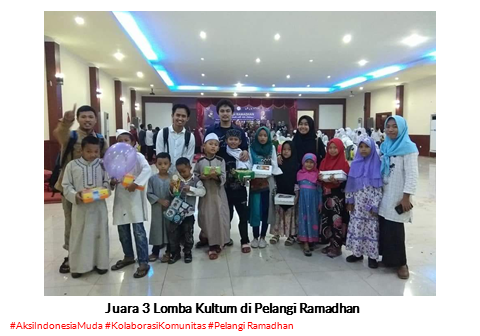 Juara 3 Lomba Kultum di Pelangi Ramadhan
#AksiIndonesiaMuda #KolaborasiKomunitas #Pelangi Ramadhan